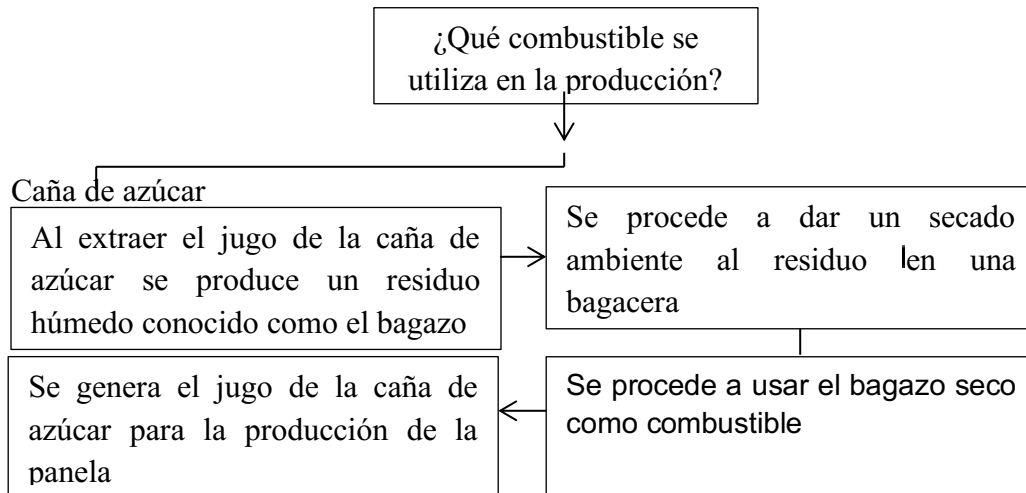 ¿Qué combustible se
utiliza en la producción?
Caña de azúcar
Al extraer el jugo de la caña de
azúcar se produce un residuo
húmedo conocido como el bagazo
Se procede a dar un secado
ambiente al residuo en una
bagacera
Se genera el jugo de la caña de
azúcar para la producción de la
panela
Se procede a usar el bagazo seco
como combustible